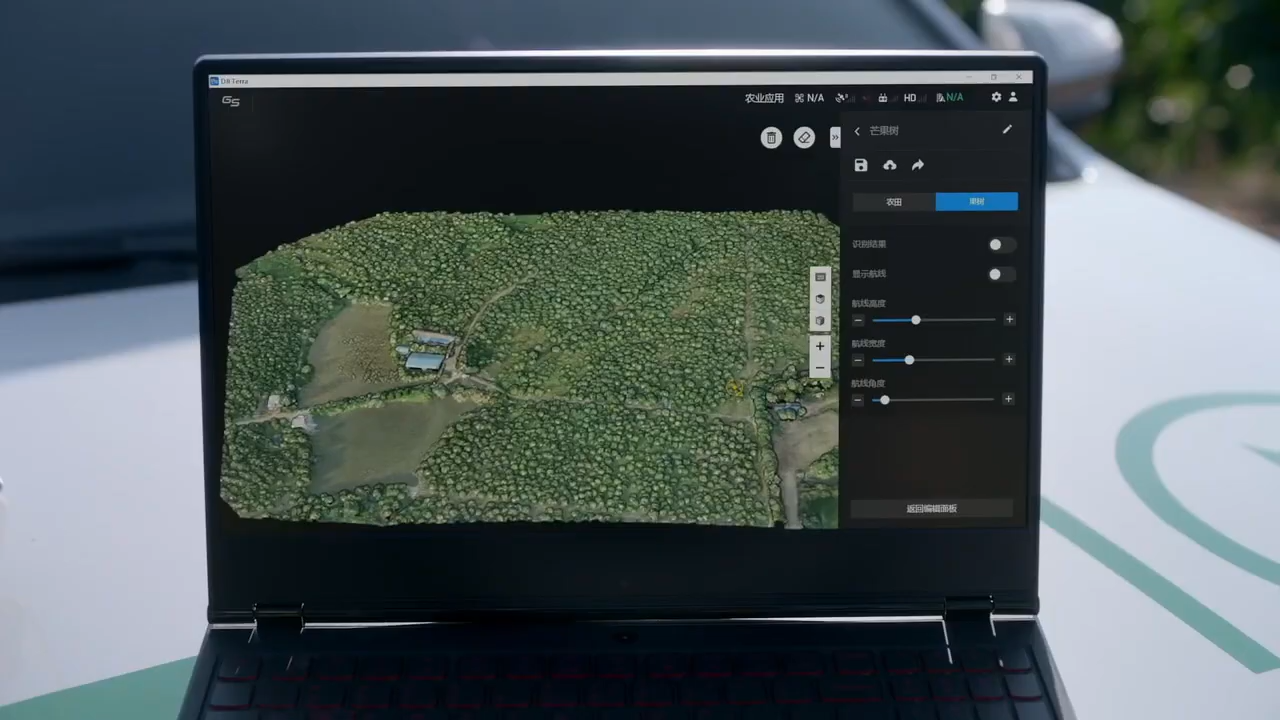 DJI Terra
GS
农业应用 N/A HD N/A
芒果树
农田 果树
识别结果
显示航线
航线高度
航线宽度
航线角度
返回编辑面板